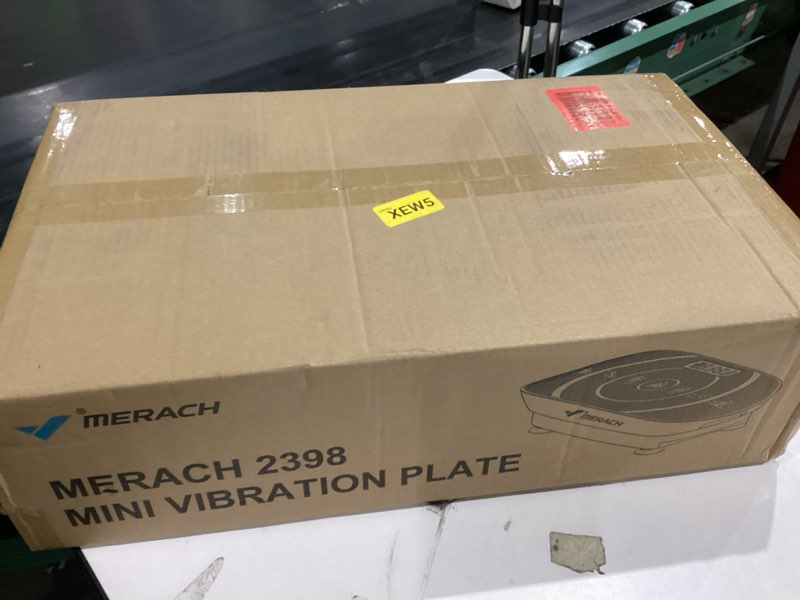 XEW5
® MERACH
MERACH
MERACH 2398
MINI VIBRATION PLATE